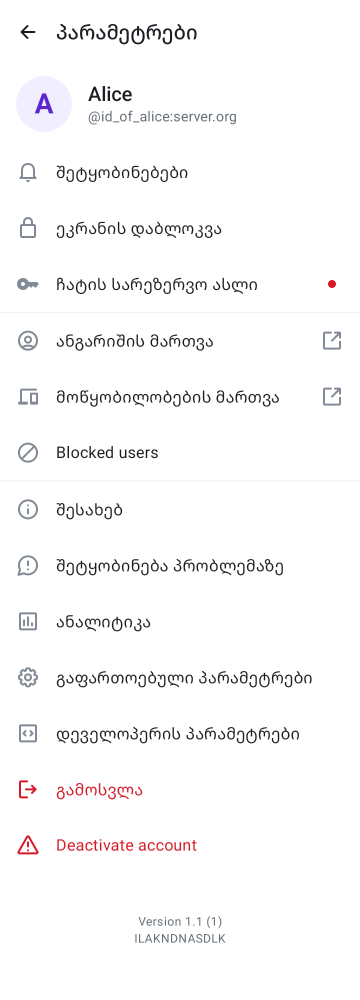 პარამეტრები
A
Alice
@id_of_alice:server.org
შეტყობინებები
ეკრანის დაბლოკვა
ჩატის სარეზერვო ასლი
ანგარიშის მართვა
მოწყობილობების მართვა
Blocked users
შესახებ
შეტყობინება პრობლემაზე
ანალიტიკა
გაფართოებული პარამეტრები
დეველოპერის პარამეტრები
გამოსვლა
Deactivate account
Version 1.1 (1)
ILAKNDNASDLK